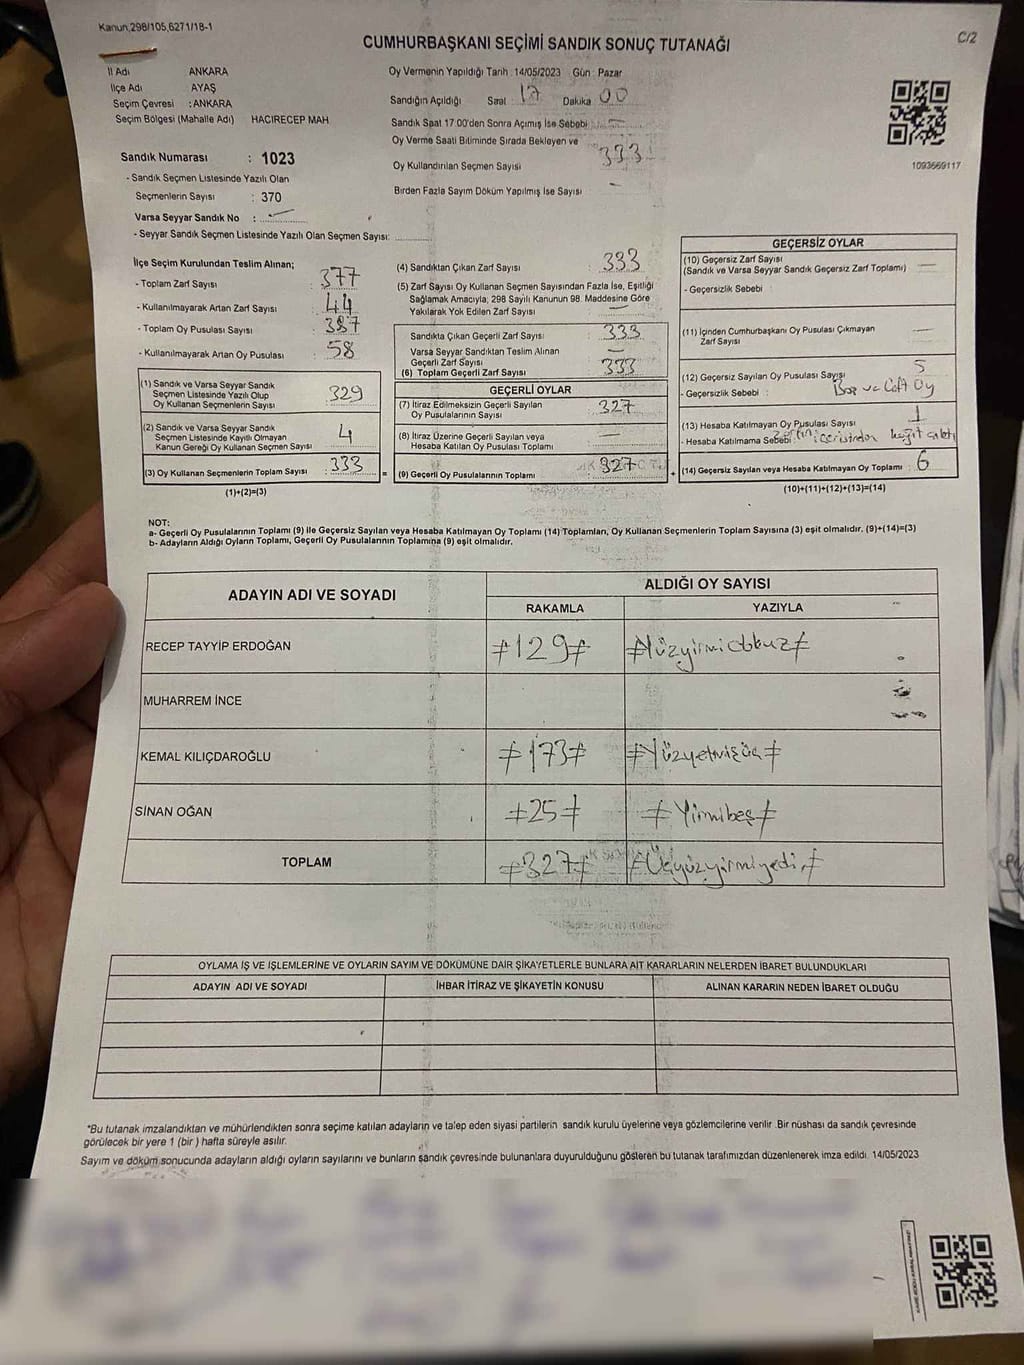 Kanun,298/105,6271/18-1
C/2
CUMHURBAŞKANI SEÇİMİ SANDIK SONUÇ TUTANAĞI
İl Adı ANKARA
İlçe Adı AYAŞ
Seçim Çevresi : ANKARA
Seçim Bölgesi (Mahalle Adı) HACIRECEP MAH.
Oy Vermenin Yapıldığı Tarih :14/05/2023 Gün : Pazar
Sandığın Açıldığı Saat 17 Dakika 00
Sandık Saat 17.00'den Sonra Açımış İse Sebebi —
Oy Verme Saati Bitiminde Sırada Bekleyen ve
Oy Kullandırılan Seçmen Sayısı 333
Birden Fazla Sayım Döküm Yapılmış İse Sayısı —
1093669117
Sandık Numarası : 1023
- Sandık Seçmen Listesinde Yazılı Olan
Seçmenlerin Sayısı : 370
Varsa Seyyar Sandık No : —
- Seyyar Sandık Seçmen Listesinde Yazılı Olan Seçmen Sayısı:
İlçe Seçim Kurulundan Teslim Alınan;
- Toplam Zarf Sayısı : 377
- Kullanılmayarak Artan Zarf Sayısı : 44
- Toplam Oy Pusulası Sayısı : 387
- Kullanılmayarak Artan Oy Pusulası : 58
(1) Sandık ve Varsa Seyyar Sandık
Seçmen Listesinde Yazılı Olup
Oy Kullanan Seçmenlerin Sayısı : 329
(2) Sandık ve Varsa Seyyar Sandık
Seçmen Listesinde Kayıtlı Olmayan
Kanun Gereği Oy Kullanan Seçmen Sayısı 4
(3) Oy Kullanan Seçmenlerin Toplam Sayısı : 333
(1)+(2)=(3)
(4) Sandıktan Çıkan Zarf Sayısı : 333
(5) Zarf Sayısı Oy Kullanan Seçmen Sayısından Fazla İse, Eşitliği
Sağlamak Amacıyla, 298 Sayılı Kanunun 98. Maddesine Göre
Yakılarak Yok Edilen Zarf Sayısı : —
Sandıkta Çıkan Geçerli Zarf Sayısı : 333
Varsa Seyyar Sandıktan Teslim Alınan
Geçerli Zarf Sayısı : —
(6) Toplam Geçerli Zarf Sayısı : 333
GEÇERLİ OYLAR
(7) İtiraz Edilmeksizin Geçerli Sayılan
Oy Pusulalarının Sayısı : 327
(8) İtiraz Üzerine Geçerli Sayılan veya
Hesaba Katılan Oy Pusulası Toplamı : —
(9) Geçerli Oy Pusulalarının Toplamı : 327
GEÇERSİZ OYLAR
(10) Geçersiz Zarf Sayısı
(Sandık ve Varsa Seyyar Sandık Geçersiz Zarf Toplamı) —
- Geçersizlik Sebebi :
(11) İçinden Cumhurbaşkanı Oy Pusulası Çıkmayan
Zarf Sayısı —
(12) Geçersiz Sayılan Oy Pusulası Sayısı 5
- Geçersizlik Sebebi : Boş ve Çift Oy
(13) Hesaba Katılmayan Oy Pusulası Sayısı 1
- Hesaba Katılmama Sebebi : Zarfın içerisinden kağıt çıktı
(14) Geçersiz Sayılan veya Hesaba Katılmayan Oy Toplamı : 6
(10)+(11)+(12)+(13)=(14)
NOT:
a- Geçerli Oy Pusulalarının Toplamı (9) ile Geçersiz Sayılan veya Hesaba Katılmayan Oy Toplamı (14) Toplamları, Oy Kullanan Seçmenlerin Toplam Sayısına (3) eşit olmalıdır. (9)+(14)=(3)
b- Adayların Aldığı Oyların Toplamı, Geçerli Oy Pusulalarının Toplamına (9) eşit olmalıdır.
ADAYIN ADI VE SOYADI
ALDIĞI OY SAYISI
RAKAMLA YAZIYLA
RECEP TAYYİP ERDOĞAN ≠129≠ ≠Yüzyirmidokuz≠
MUHARREM İNCE
KEMAL KILIÇDAROĞLU ≠173≠ ≠Yüzyetmişüç≠
SİNAN OĞAN ≠25≠ ≠Yirmibeş≠
TOPLAM ≠327≠ ≠Üçyüzyirmiyedi≠
OYLAMA İŞ VE İŞLEMLERİNE VE OYLARIN SAYIM VE DÖKÜMÜNE DAİR ŞİKAYETLERLE BUNLARA AİT KARARLARIN NELERDEN İBARET BULUNDUKLARI
ADAYIN ADI VE SOYADI İHBAR İTİRAZ VE ŞİKAYETİN KONUSU ALINAN KARARIN NEDEN İBARET OLDUĞU
*Bu tutanak imzalandıktan ve mühürlendikten sonra seçime katılan adayların ve talep eden siyasi partilerin sandık kurulu üyelerine veya gözlemcilerine verilir .Bir nüshası da sandık çevresinde
görülecek bir yere 1 (bir ) hafta süreyle asılır.
Sayım ve döküm sonucunda adayların aldığı oyların sayılarını ve bunların sandık çevresinde bulunanlara duyurulduğunu gösteren bu tutanak tarafımızdan düzenlenerek imza edildi. 14/05/2023